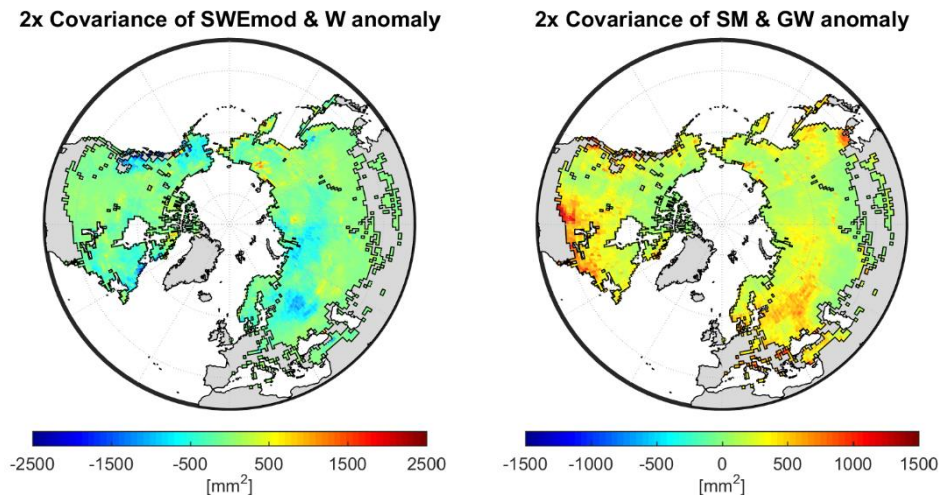 2x Covariance of SWEmod & W anomaly
2x Covariance of SM & GW anomaly
-2500 -1500 -500 500 1500 2500
[mm²]
-1500 -1000 -500 0 500 1000 1500
[mm²]